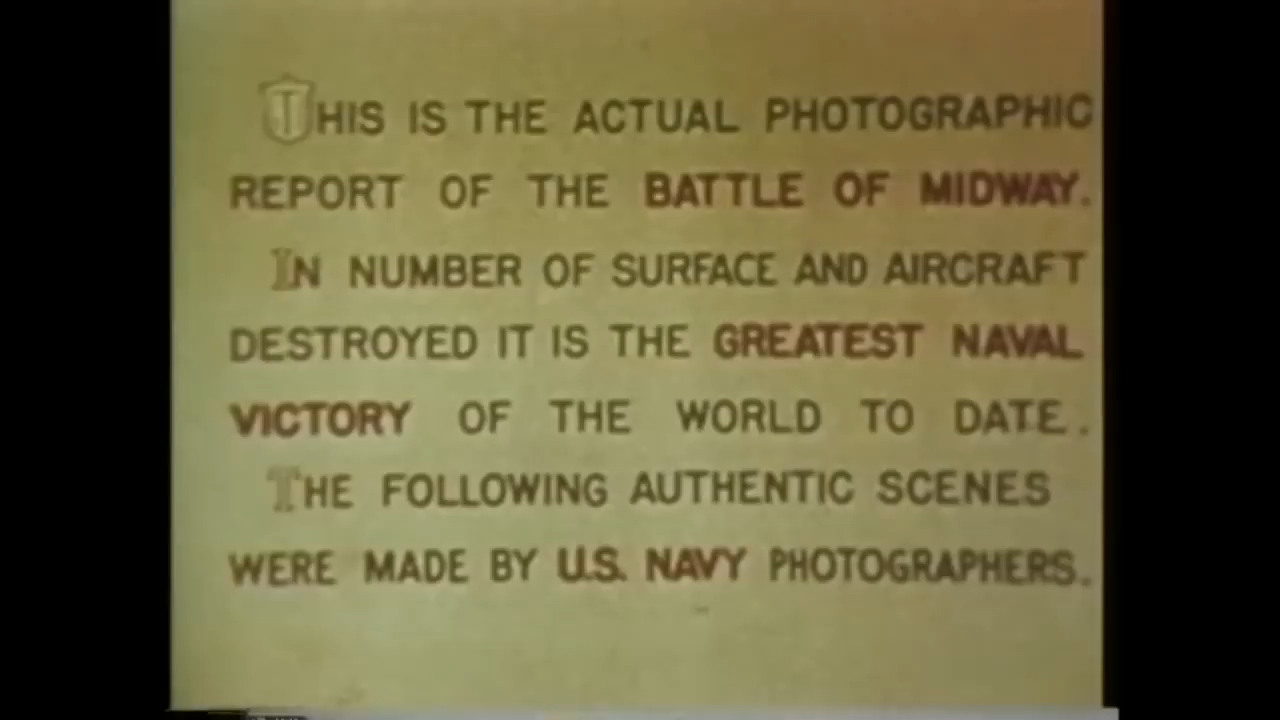 THIS IS THE ACTUAL PHOTOGRAPHIC
REPORT OF THE BATTLE OF MIDWAY.
IN NUMBER OF SURFACE AND AIRCRAFT
DESTROYED IT IS THE GREATEST NAVAL
VICTORY OF THE WORLD TO DATE.
THE FOLLOWING AUTHENTIC SCENES
WERE MADE BY U.S. NAVY PHOTOGRAPHERS.